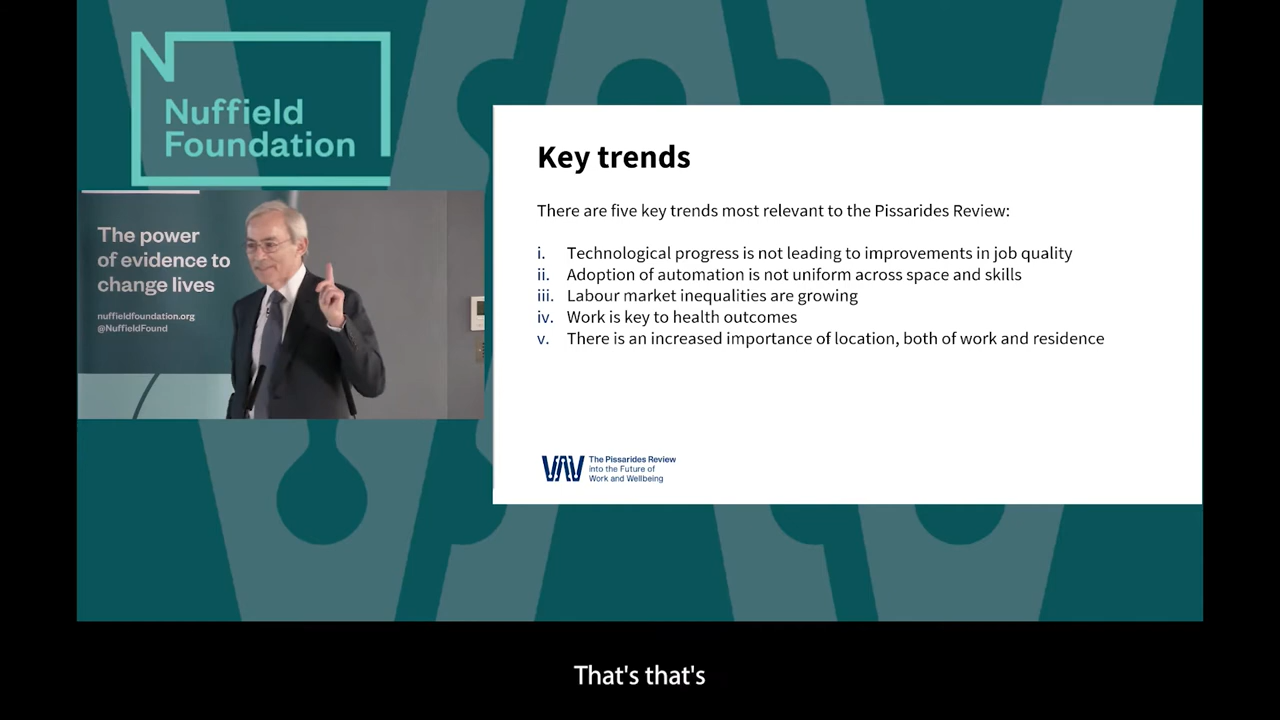 Nuffield
Foundation
The power
of evidence to
change lives
nuffieldfoundation.org
@NuffieldFound
Key trends
There are five key trends most relevant to the Pissarides Review:
i. Technological progress is not leading to improvements in job quality
ii. Adoption of automation is not uniform across space and skills
iii. Labour market inequalities are growing
iv. Work is key to health outcomes
v. There is an increased importance of location, both of work and residence
The Pissarides Review
into the Future of
Work and Wellbeing
That's that's